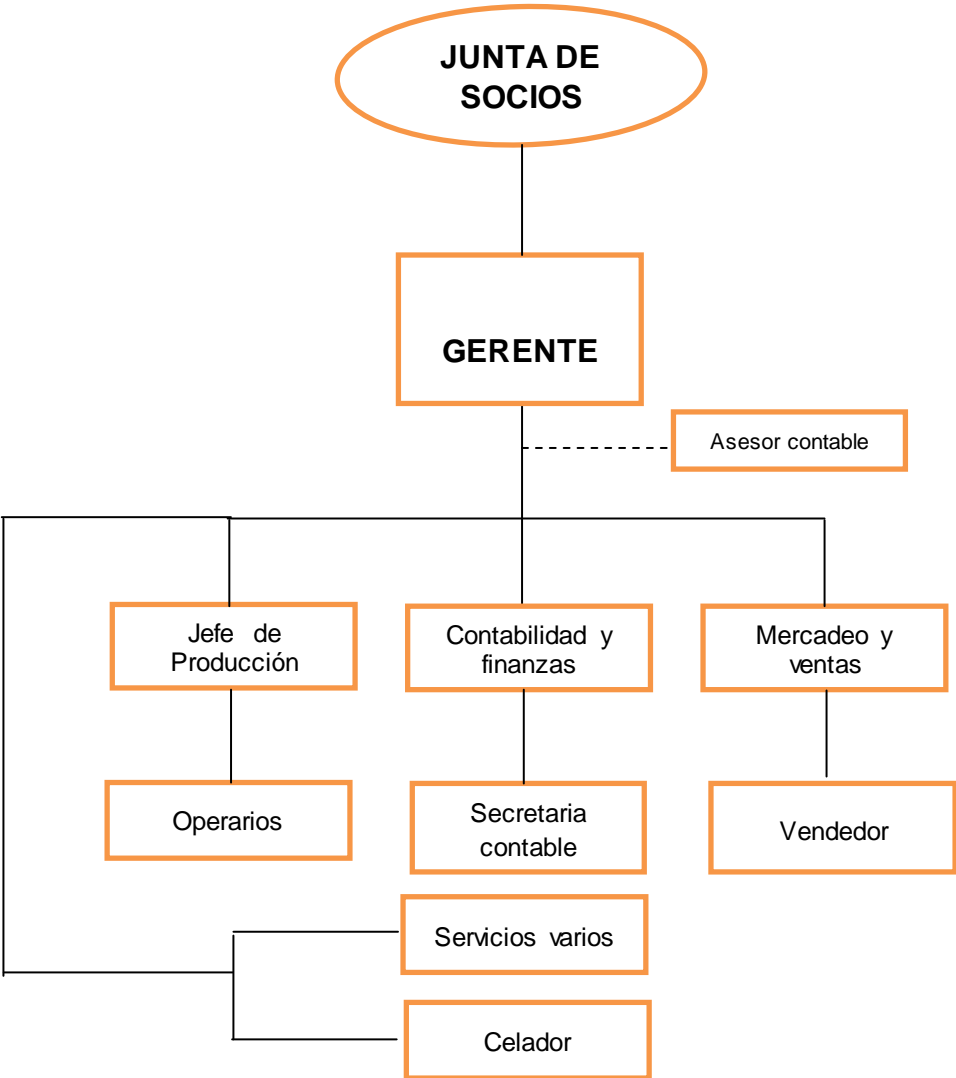 JUNTA DE
SOCIOS
GERENTE
Asesor contable
Jefe de
Producción
Contabilidad y
finanzas
Mercadeo y
ventas
Operarios
Secretaria
contable
Vendedor
Servicios varios
Celador